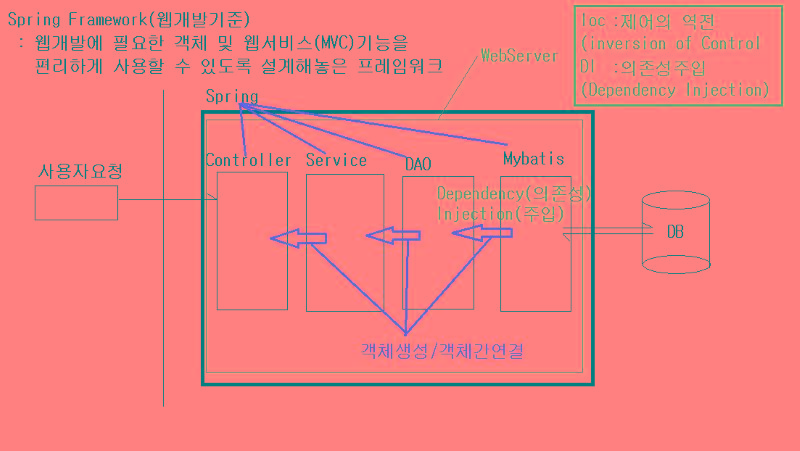 Spring Framework(웹개발기준)
: 웹개발에 필요한 객체 및 웹서비스(MVC)기능을
편리하게 사용할 수 있도록 설계해놓은 프레임워크
Ioc :제어의 역전
(inversion of Control
DI :의존성주입
(Dependency Injection)
WebServer
Spring
사용자요청
Controller
Service
DAO
Mybatis
Dependency(의존성)
Injection(주입)
DB
객체생성/객체간연결